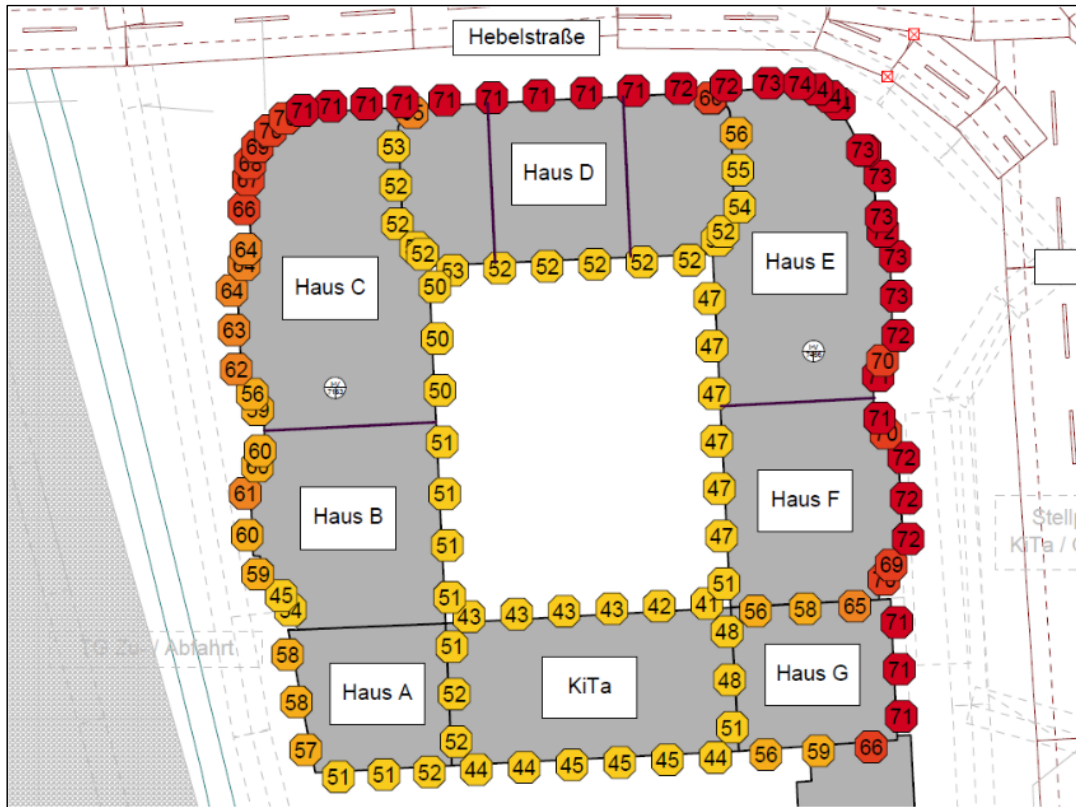 Hebelstraße
71 71 71 71 71 71 71 71 71 72 72 73 74
53 Haus D 56
55
52 54
52 52
52 53 52 52 52 52 52
69 73
66 73
64 73
Haus C Haus E
64 50 47 73
63 50 47 72
62 70
56 50 47
60 51 47 71
72
61 51 47 72
Haus B Haus F
60 51 47 72
59 69
45 51 43 43 43 43 42 41 51 56 58 65
TG Zu- / Abfahrt
Stellp
KiTa / G
58 51 48 71
58 Haus A 52 KiTa 48 Haus G 71
57 52 51 71
51 51 52 44 44 45 45 45 44 56 59 66